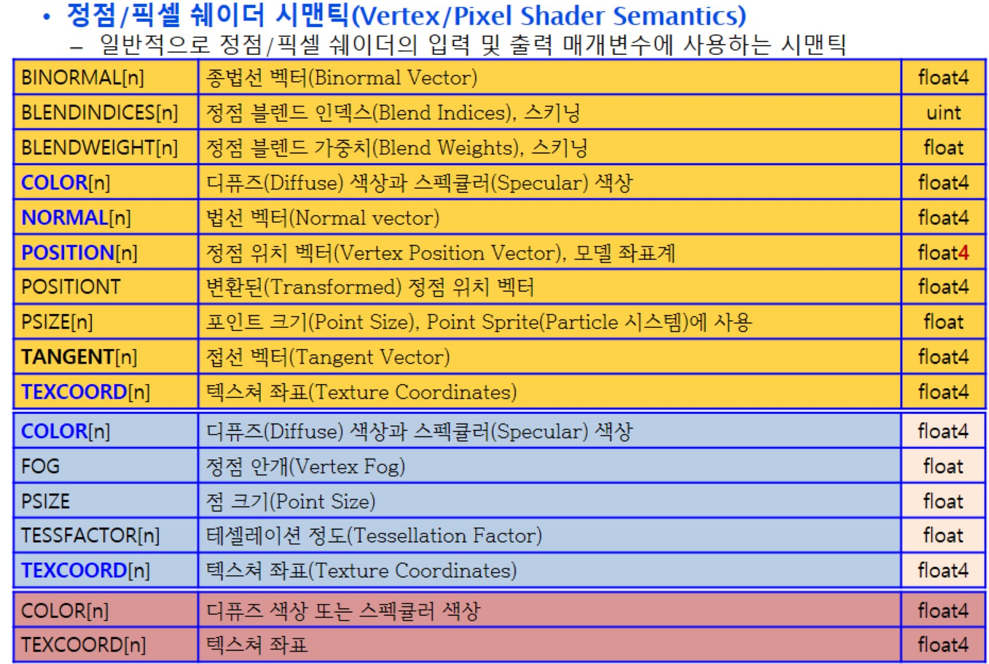 • 정점/픽셀 쉐이더 시맨틱(Vertex/Pixel Shader Semantics)
– 일반적으로 정점/픽셀 쉐이더의 입력 및 출력 매개변수에 사용하는 시맨틱
BINORMAL[n] 종법선 벡터(Binormal Vector) float4
BLENDINDICES[n] 정점 블렌드 인덱스(Blend Indices), 스키닝 uint
BLENDWEIGHT[n] 정점 블렌드 가중치(Blend Weights), 스키닝 float
COLOR[n] 디퓨즈(Diffuse) 색상과 스펙큘러(Specular) 색상 float4
NORMAL[n] 법선 벡터(Normal vector) float4
POSITION[n] 정점 위치 벡터(Vertex Position Vector), 모델 좌표계 float4
POSITIONT 변환된(Transformed) 정점 위치 벡터 float4
PSIZE[n] 포인트 크기(Point Size), Point Sprite(Particle 시스템)에 사용 float
TANGENT[n] 접선 벡터(Tangent Vector) float4
TEXCOORD[n] 텍스쳐 좌표(Texture Coordinates) float4
COLOR[n] 디퓨즈(Diffuse) 색상과 스펙큘러(Specular) 색상 float4
FOG 정점 안개(Vertex Fog) float
PSIZE 점 크기(Point Size) float
TESSFACTOR[n] 테셀레이션 정도(Tessellation Factor) float
TEXCOORD[n] 텍스쳐 좌표(Texture Coordinates) float4
COLOR[n] 디퓨즈 색상 또는 스펙큘러 색상 float4
TEXCOORD[n] 텍스쳐 좌표 float4